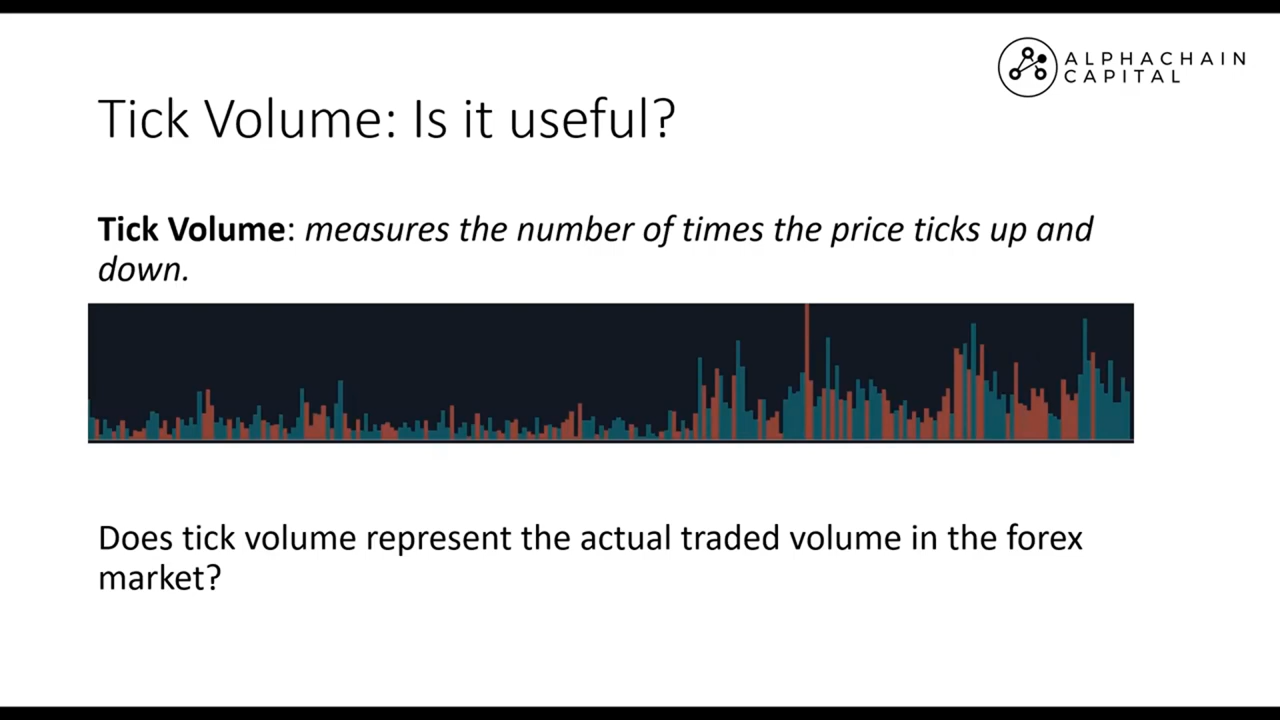 ALPHACHAIN
CAPITAL
Tick Volume: Is it useful?
Tick Volume: measures the number of times the price ticks up and
down.
Does tick volume represent the actual traded volume in the forex
market?